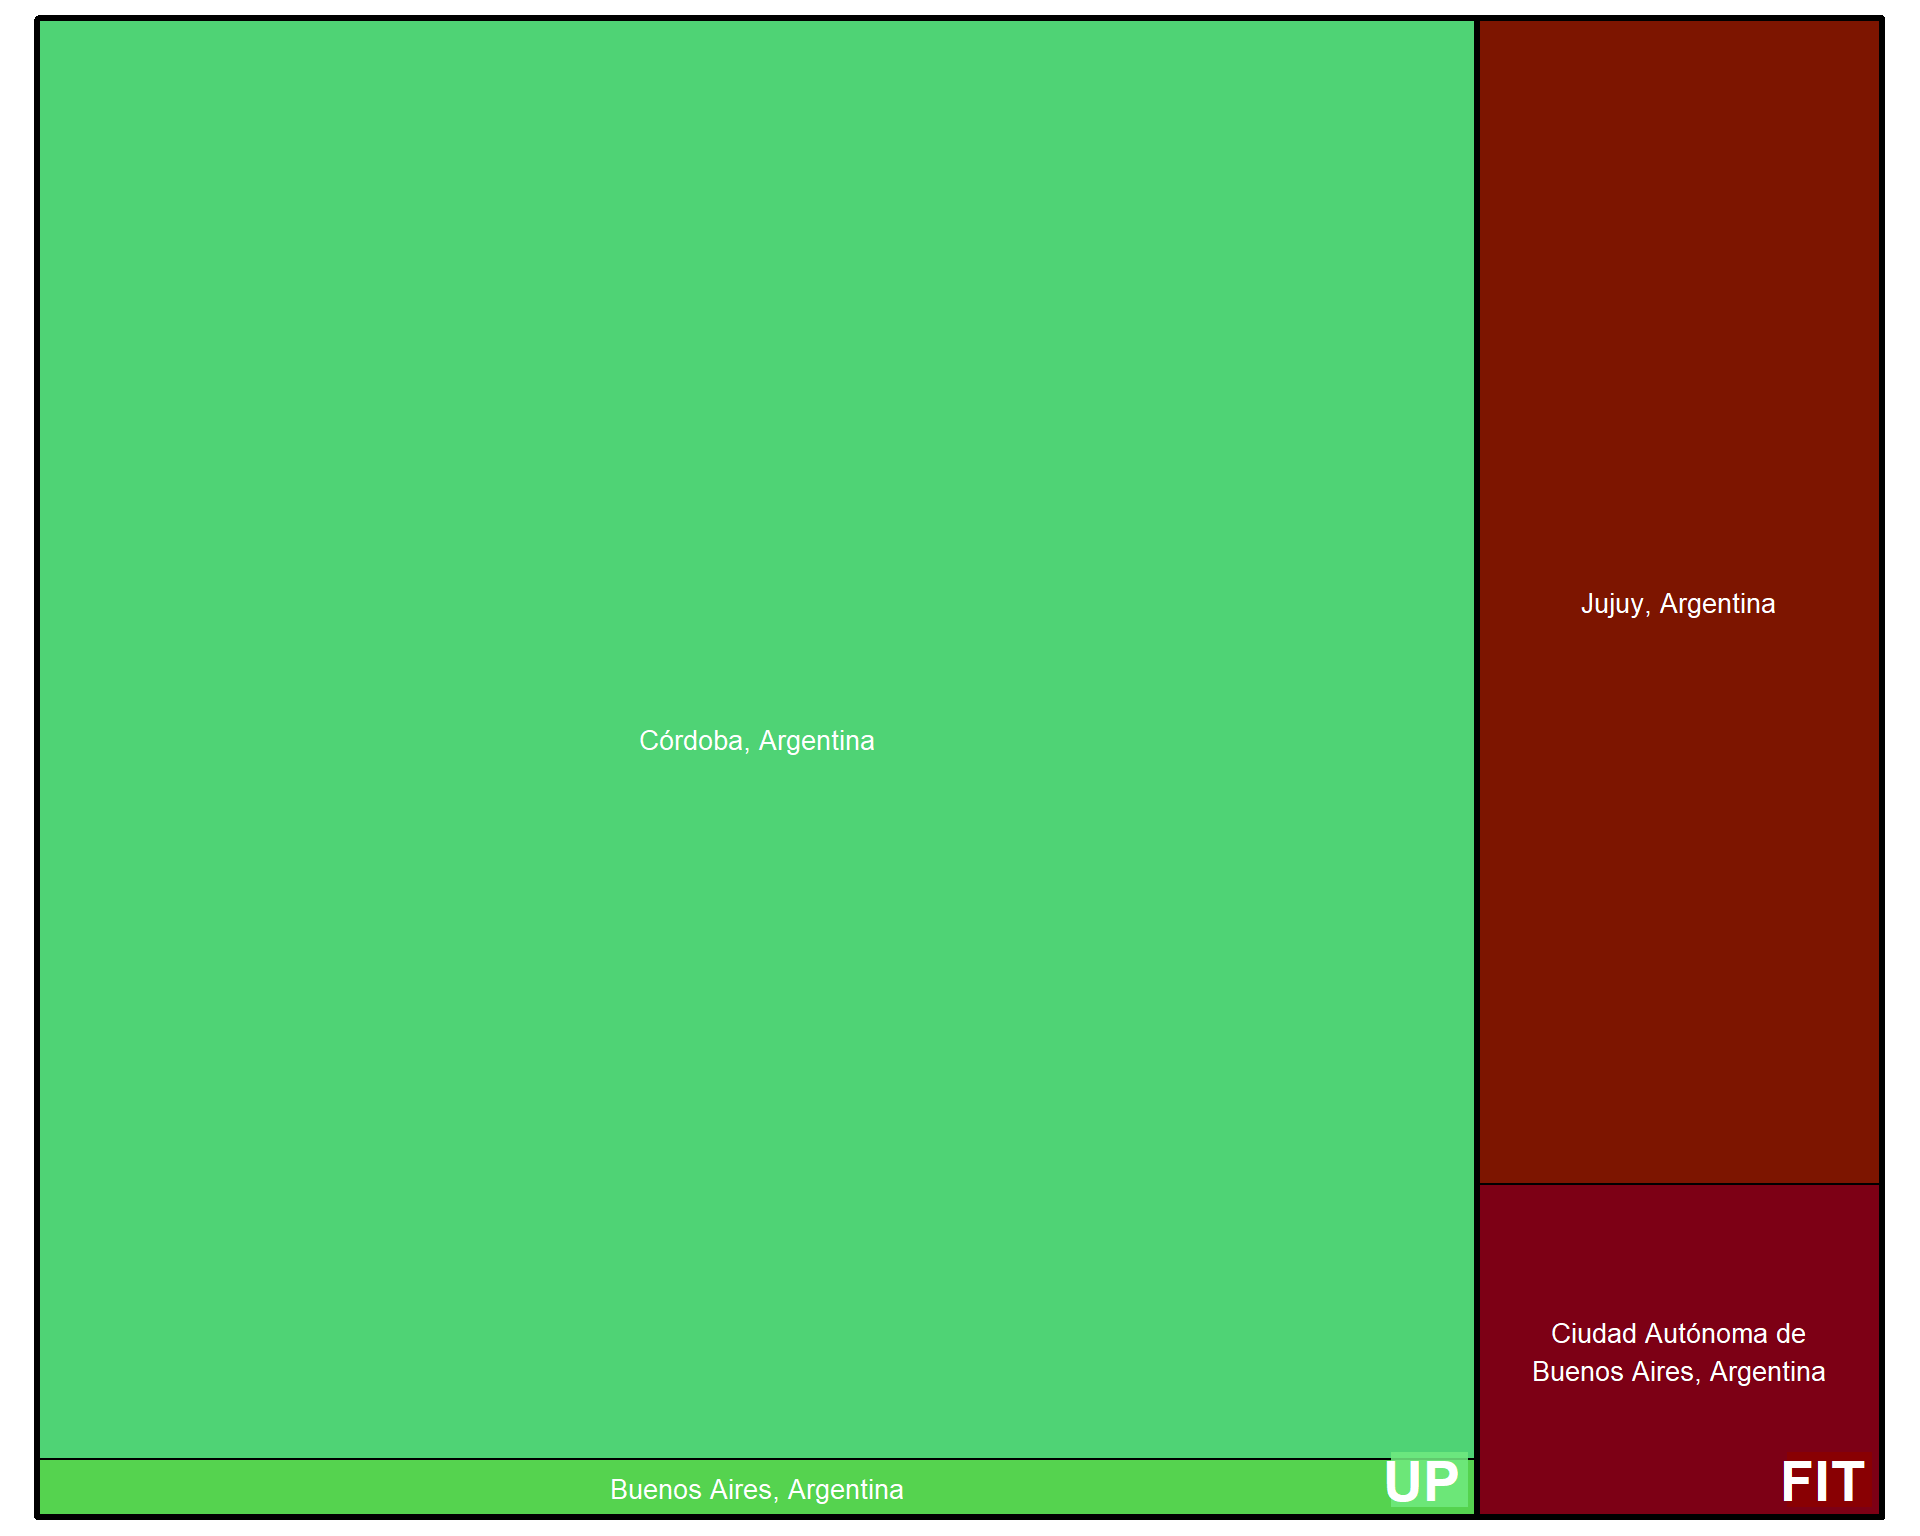 Córdoba, Argentina
Buenos Aires, Argentina
UP
Jujuy, Argentina
Ciudad Autónoma de
Buenos Aires, Argentina
FIT